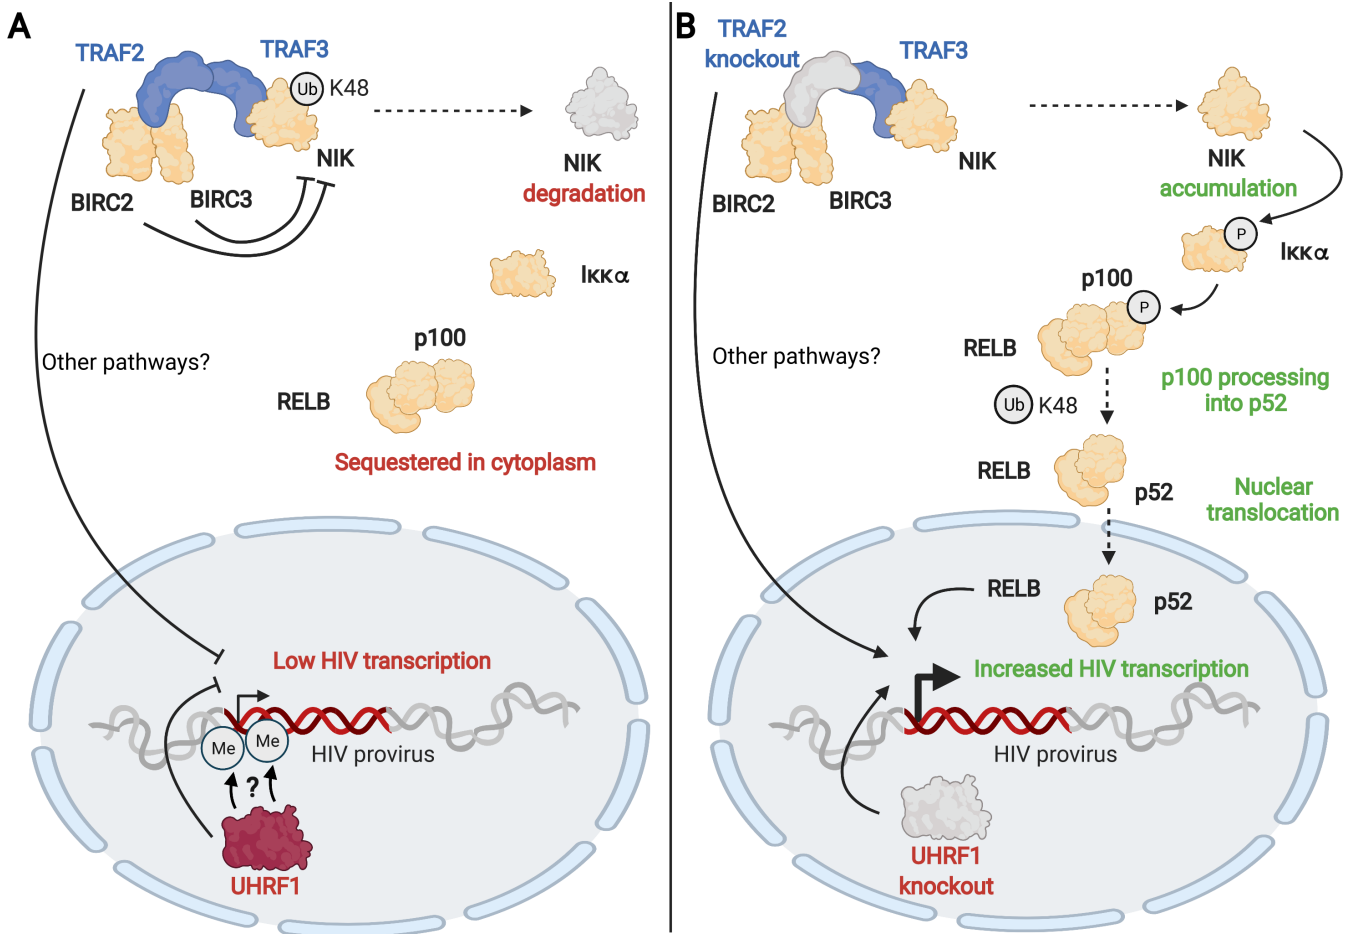 A
TRAF2
TRAF3
Ub
K48
NIK
BIRC2
BIRC3
NIK
degradation
Iκκα
p100
RELB
Sequestered in cytoplasm
Other pathways?
Low HIV transcription
Me
Me
HIV provirus
?
UHRF1
B
TRAF2
knockout
TRAF3
NIK
BIRC2
BIRC3
NIK
accumulation
P
Iκκα
p100
P
RELB
Ub
K48
p100 processing
into p52
RELB
p52
Nuclear
translocation
Other pathways?
RELB
p52
Increased HIV transcription
HIV provirus
UHRF1
knockout